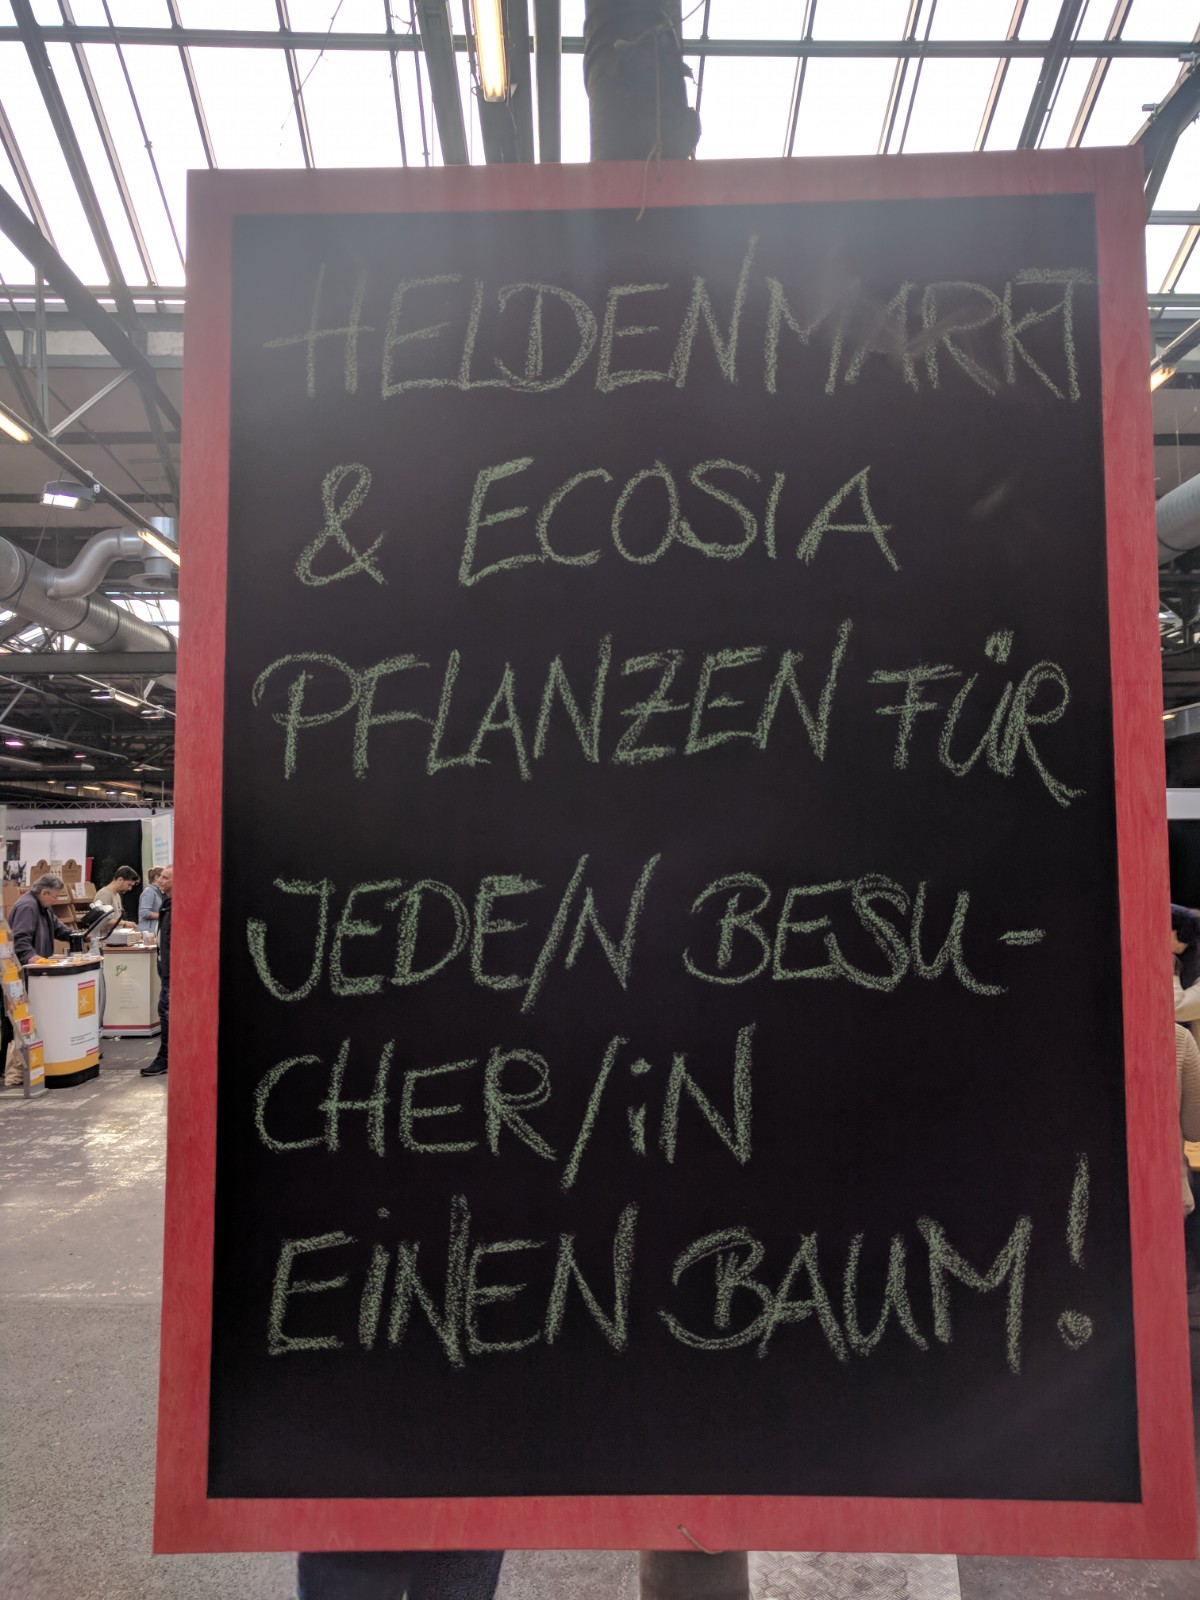 HELDENMARKT
& ECOSIA
PFLANZEN FÜR
JEDE/N BESU-
CHER/iN
EiNEN BAUM!